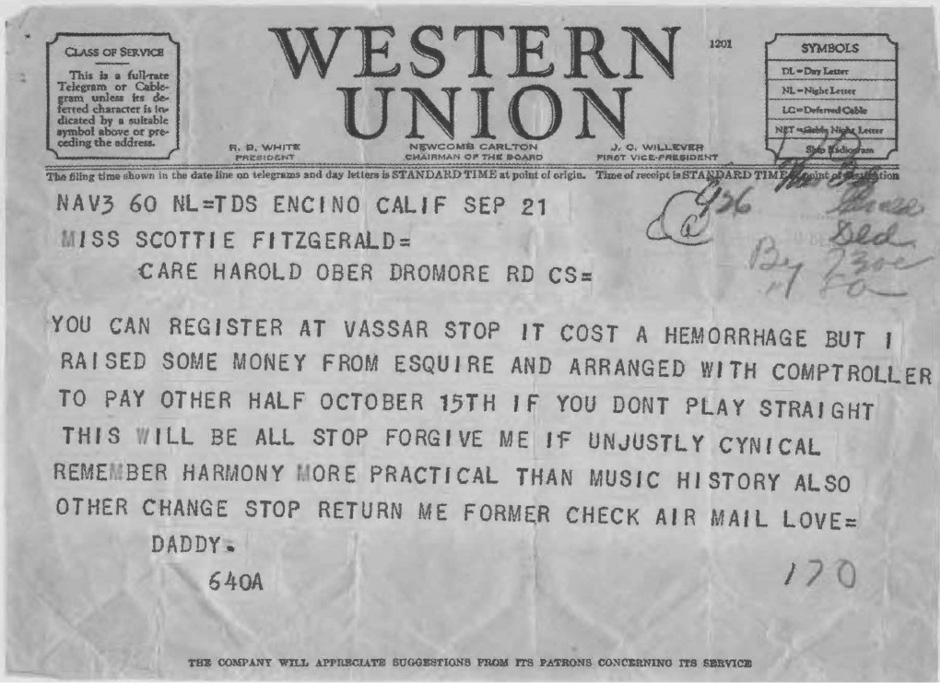 CLASS OF SERVICE
This is a full-rate
Telegram or Cable-
gram unless its de-
ferred character is in-
dicated by a suitable
symbol above or pre-
ceding the address.
WESTERN
UNION
1201
SYMBOLS
DL=Day Letter
NL=Night Letter
LC=Deferred Cable
NLT=Cable Night Letter
Ship Radiogram
R. B. WHITE
PRESIDENT
NEWCOMB CARLTON
CHAIRMAN OF THE BOARD
J. C. WILLEVER
FIRST VICE-PRESIDENT
The filing time shown in the date line on telegrams and day letters is STANDARD TIME at point of origin. Time of receipt is STANDARD TIME at point of destination
NAV3 60 NL=TDS ENCINO CALIF SEP 21
926
MISS SCOTTIE FITZGERALD=
Dld
By
CARE HAROLD OBER DROMORE RD CS=
YOU CAN REGISTER AT VASSAR STOP IT COST A HEMORRHAGE BUT I
RAISED SOME MONEY FROM ESQUIRE AND ARRANGED WITH COMPTROLLER
TO PAY OTHER HALF OCTOBER 15TH IF YOU DONT PLAY STRAIGHT
THIS WILL BE ALL STOP FORGIVE ME IF UNJUSTLY CYNICAL
REMEMBER HARMONY MORE PRACTICAL THAN MUSIC HISTORY ALSO
OTHER CHANGE STOP RETURN ME FORMER CHECK AIR MAIL LOVE=
DADDY.
640A
170
THE COMPANY WILL APPRECIATE SUGGESTIONS FROM ITS PATRONS CONCERNING ITS SERVICE